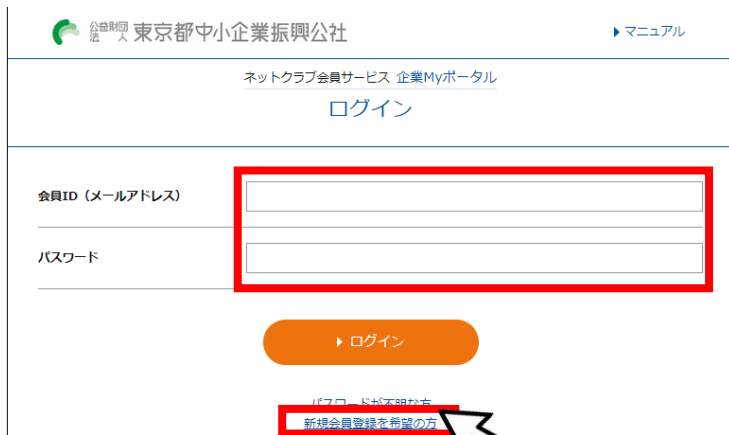 公益財団法人 東京都中小企業振興公社
マニュアル
ネットクラブ会員サービス 企業Myポータル
ログイン
会員ID（メールアドレス）
パスワード
ログイン
パスワードが不明な方
新規会員登録を希望の方